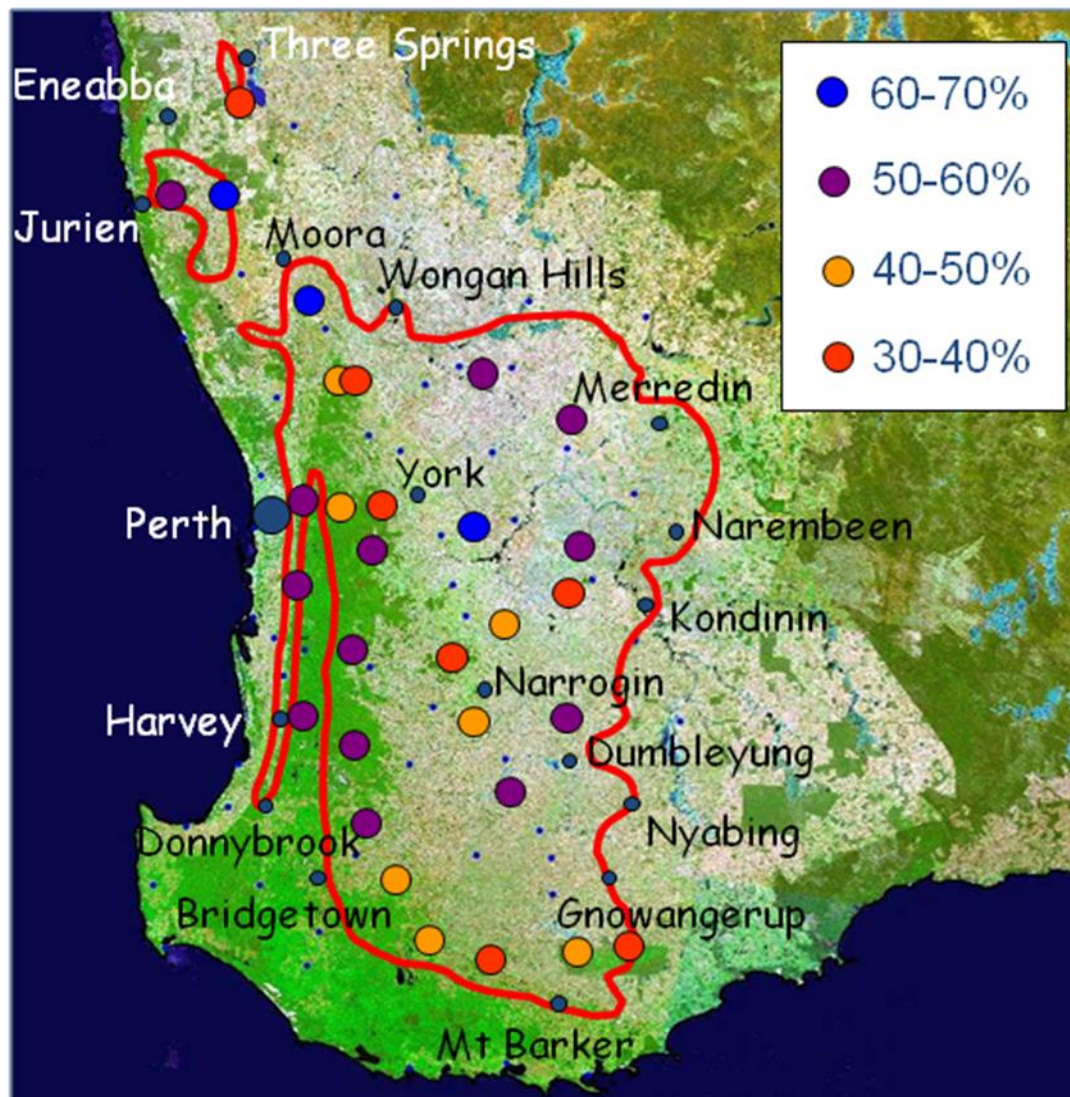 Three Springs
Eneabba
60-70%
50-60%
Jurien
Moora
Wongan Hills
40-50%
30-40%
Merredin
York
Perth
Narembeen
Kondinin
Narrogin
Harvey
Dumbleyung
Donnybrook
Nyabing
Bridgetown
Gnowangerup
Mt Barker